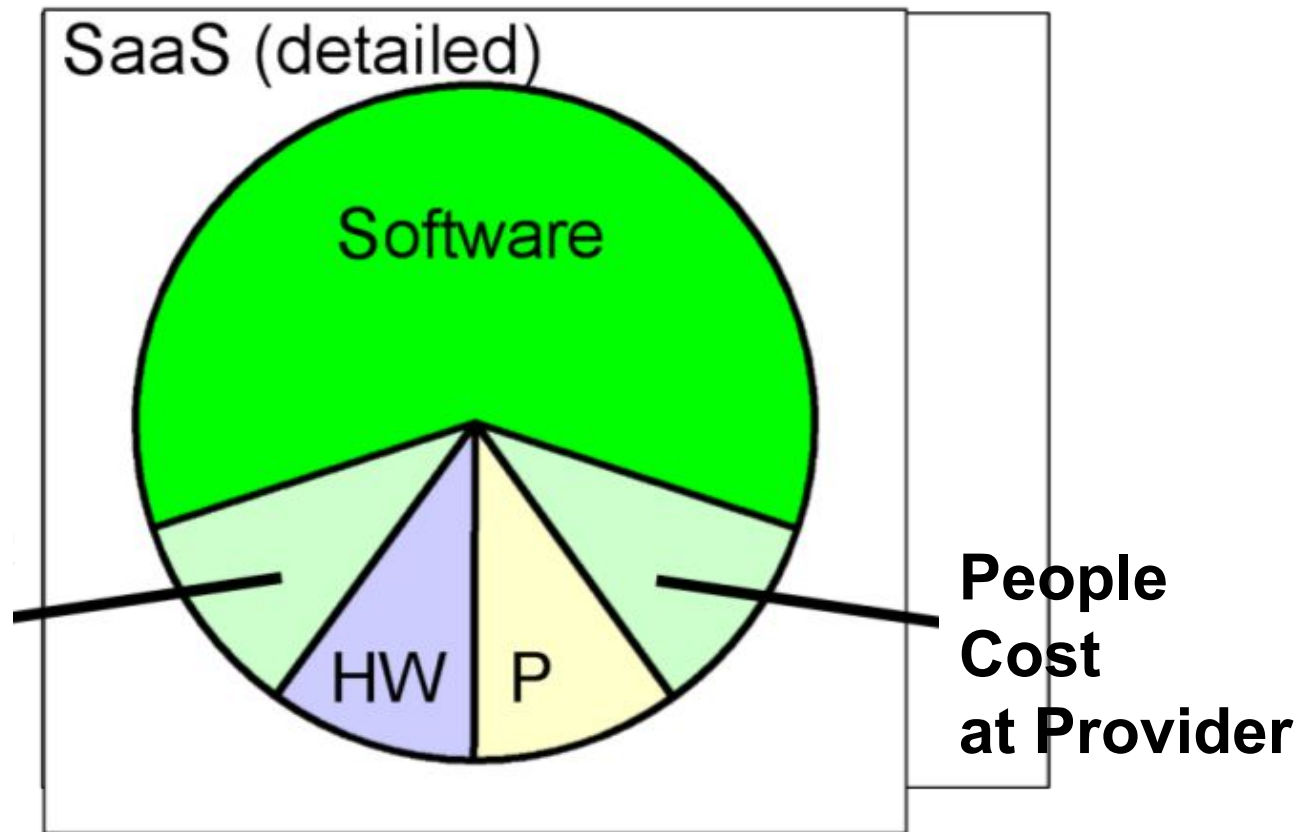 SaaS (detailed)
Software
HW
P
People
Cost
at Provider